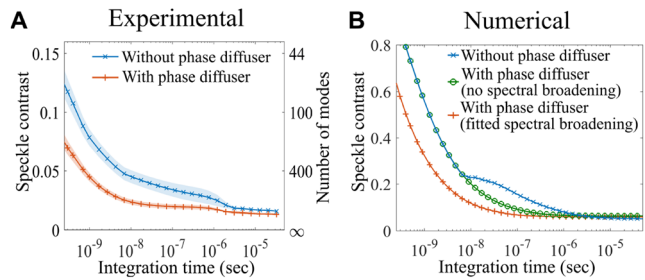 A Experimental
0.15
0.1
0.05
0
Speckle contrast
Without phase diffuser
With phase diffuser
44
100
400
∞
Number of modes
10-9 10-8 10-7 10-6 10-5
Integration time (sec)
B Numerical
0.8
0.6
0.4
0.2
0
Speckle contrast
Without phase diffuser
With phase diffuser
(no spectral broadening)
With phase diffuser
(fitted spectral broadening)
10-9 10-8 10-7 10-6 10-5
Integration time (sec)